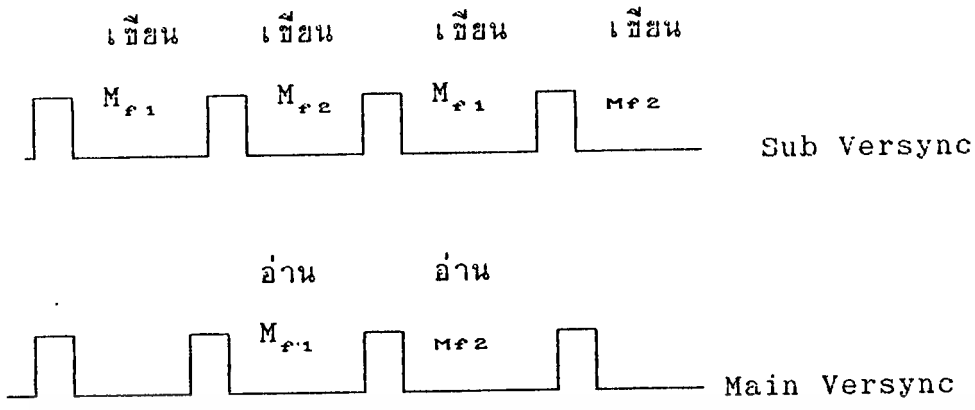 เขียน เขียน เขียน เขียน
Mf1 Mf2 Mf1 Mf2
Sub Versync
อ่าน อ่าน
Mf1 Mf2
Main Versync